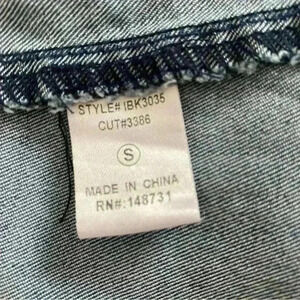 STYLE# IBK3035
CUT#3386
S
MADE IN CHINA
RN#:148731